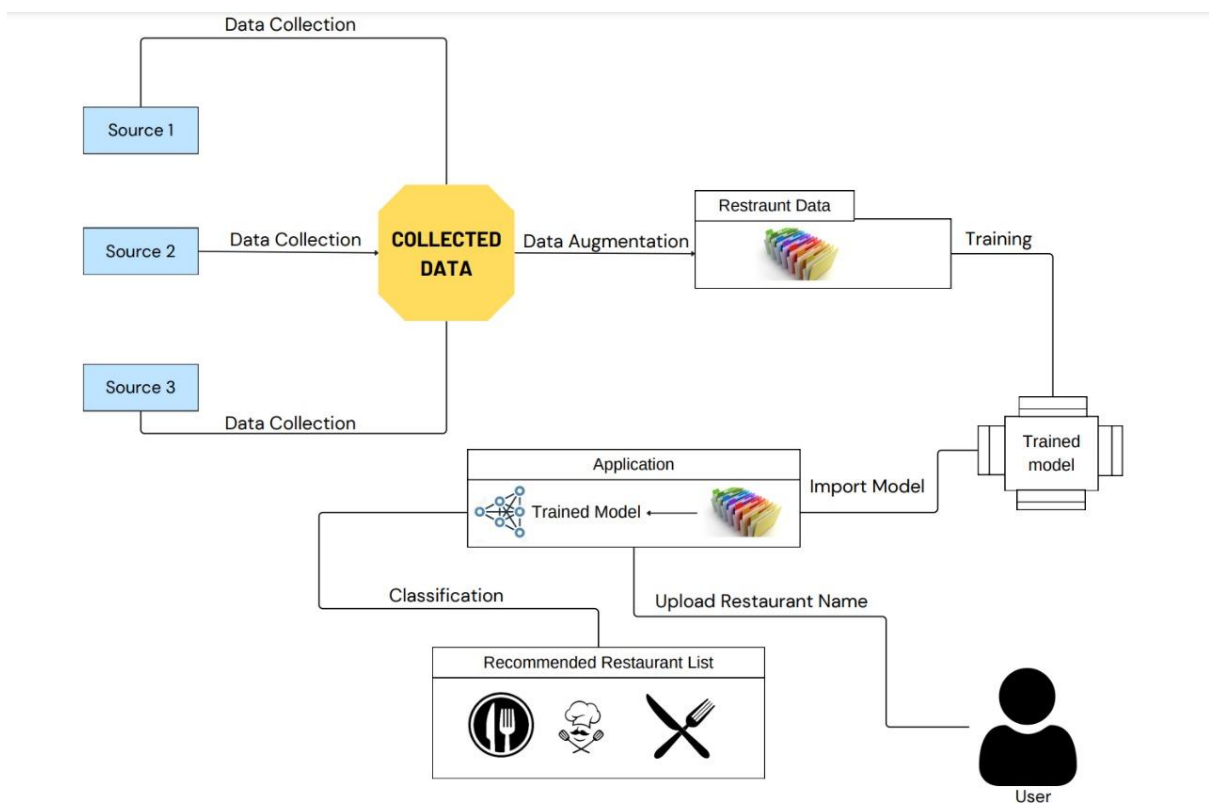 Data Collection
Source 1
Restraunt Data
Source 2
Data Collection
COLLECTED
DATA
Data Augmentation
Training
Source 3
Data Collection
Trained
model
Application
Import Model
Trained Model
Classification
Upload Restaurant Name
Recommended Restaurant List
User